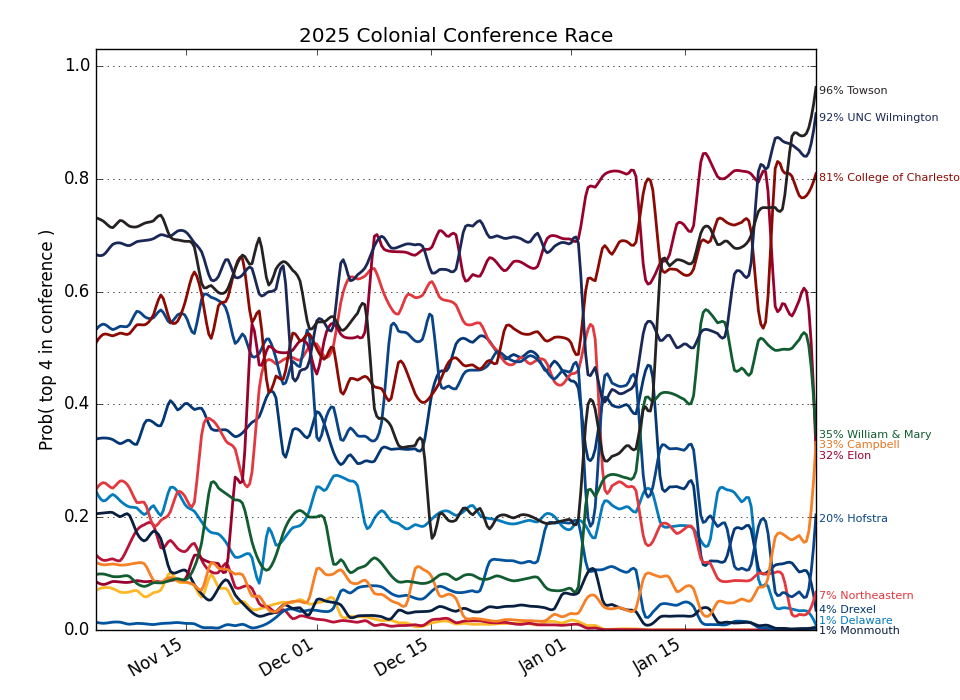 2025 Colonial Conference Race
Prob( top 4 in conference )
1.0
0.8
0.6
0.4
0.2
0.0
Nov 15
Dec 01
Dec 15
Jan 01
Jan 15
96% Towson
92% UNC Wilmington
81% College of Charlesto
35% William & Mary
33% Campbell
32% Elon
20% Hofstra
7% Northeastern
4% Drexel
1% Delaware
1% Monmouth